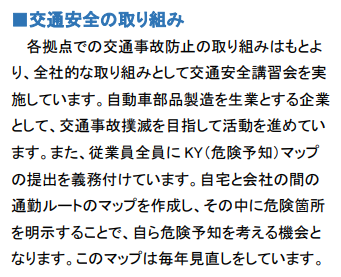 ■交通安全の取り組み
各拠点での交通事故防止の取り組みはもとよ
り、全社的な取り組みとして交通安全講習会を実
施しています。自動車部品製造を生業とする企業
として、交通事故撲滅を目指して活動を進めてい
ます。また、従業員全員に KY（危険予知）マップ
の提出を義務付けています。自宅と会社の間の
通勤ルートのマップを作成し、その中に危険箇所
を明示することで、自ら危険予知を考える機会と
なります。このマップは毎年見直しをしています。